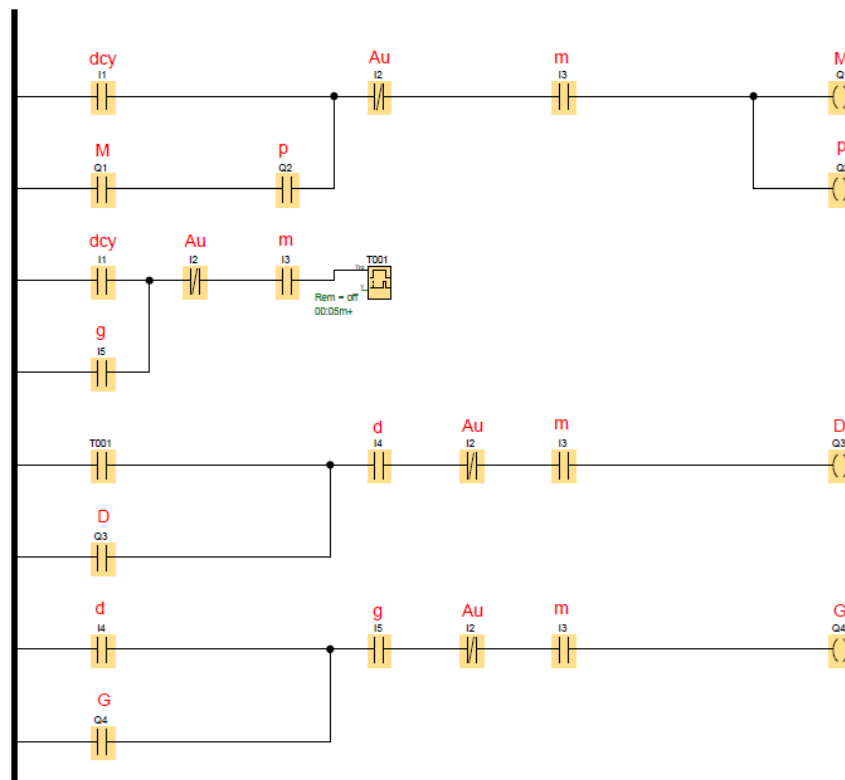 dcy Au m M
I1 I2 I3
M p p
Q1 Q2
dcy Au m
I1 I2 I3 T001
Rem = off
00:05m+
g
I5
d Au m D
T001 I4 I2 I3 Q3
D
Q3
d g Au m G
I4 I5 I2 I3 Q4
G
Q4